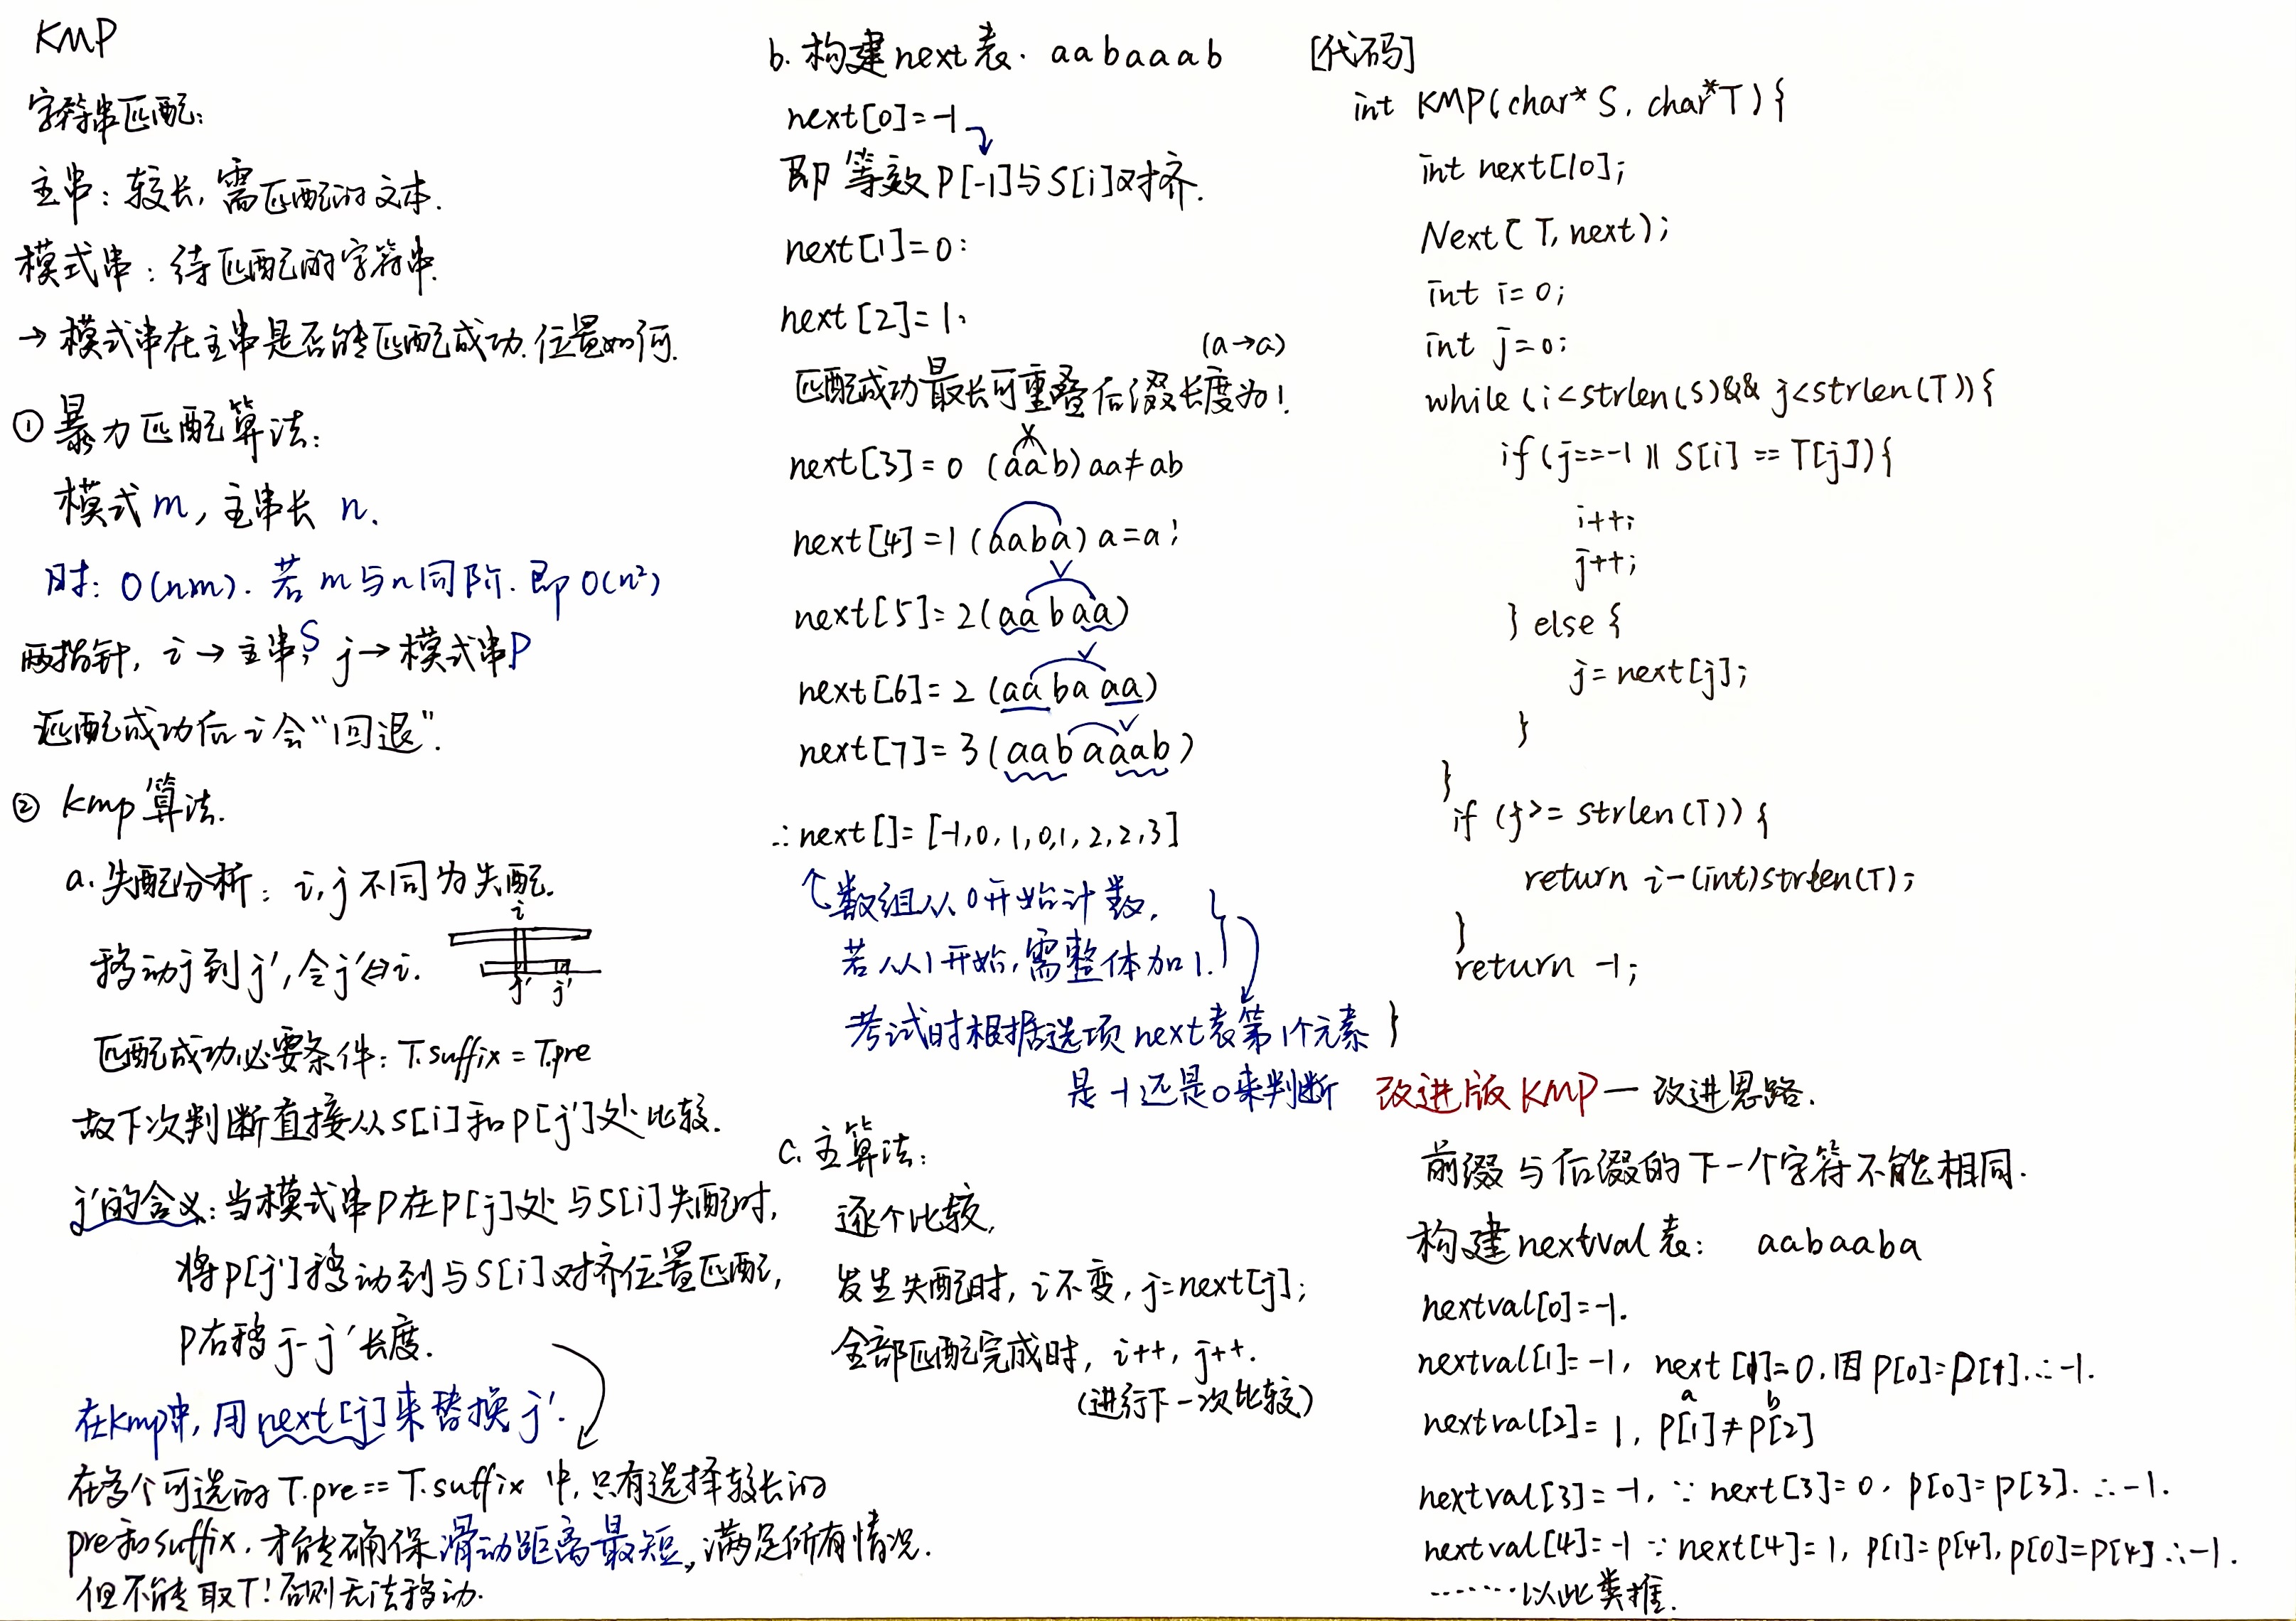 KMP
字符串匹配:
主串: 较长, 需匹配的文本.
模式串: 待匹配的字符串.
→ 模式串在主串是否能匹配成功. 位置如何.
① 暴力匹配算法:
模式 m, 主串长 n.
时: O(nm). 若 m与n同阶. 即 O(n²)
两指针, i → 主串S; j → 模式串P
匹配成功后 i 会“回退”.
② kmp 算法.
a. 失配分析: i, j 不同为失配.
i
移动j到 j', 令 j'⇔i.
j' j'
匹配成功必要条件: T.suffix = T.pre
故下次判断直接从S[i]和P[j']处比较.
j'的含义: 当模式串P在P[j]处与S[i]失配时,
将P[j']移动到与S[i]对齐位置匹配,
P右移 j-j' 长度.
在kmp中, 用next[j]来替换 j'.
在多个可选的 T.pre == T.suffix 中, 只有选择较长的
pre和suffix. 才能确保滑动距离最短, 满足所有情况.
但不能取T! 否则无法移动.
b. 构建next表. aabaaab
next[0]=-1
即等效P[-1]与S[i]对齐.
next[1]=0:
next[2]=1.
(a→a)
匹配成功最长可重叠后缀长度为1.
next[3]=0 (aab) aa≠ab
next[4]=1 (aaba) a=a!
next[5]=2 (aabaa)
next[6]=2 (aabaaa)
next[7]=3 (aabaaab)
∴ next[]= [-1,0,1,0,1,2,2,3]
↑数组从0开始计数.
若从1开始, 需整体加1.
考试时根据选项next表第1个元素
是-1还是0来判断
c. 主算法:
逐个比较,
发生失配时, i不变, j=next[j];
全部匹配完成时, i++, j++.
(进行下一次比较)
[代码]
int KMP(char* S, char*T) {
int next[10];
Next(T, next);
int i=0;
int j=0;
while (i<strlen(S)&& j<strlen(T)) {
if (j==-1 || S[i] == T[j]) {
i++;
j++;
} else {
j=next[j];
}
}
if (j>= strlen(T)) {
return i-(int)strlen(T);
}
return -1;
}
改进版KMP — 改进思路.
前缀与后缀的下一个字符不能相同.
构建nextval表: aabaaba
nextval[0]=-1.
nextval[1]=-1, next[1]=0, 因 P[0]=P[1]. ∴-1.
a b
nextval[2]= 1, P[1]≠P[2]
nextval[3]=-1, ∵ next[3]=0, P[0]=P[3]. ∴-1.
nextval[4]=-1 ∵ next[4]=1, P[1]=P[4], P[0]=P[4] ∴-1.
······· 以此类推.